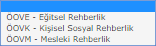 ÖOVE - Eğitsel Rehberlik
ÖOVK - Kişisel Sosyal Rehberlik
ÖOVM - Mesleki Rehberlik